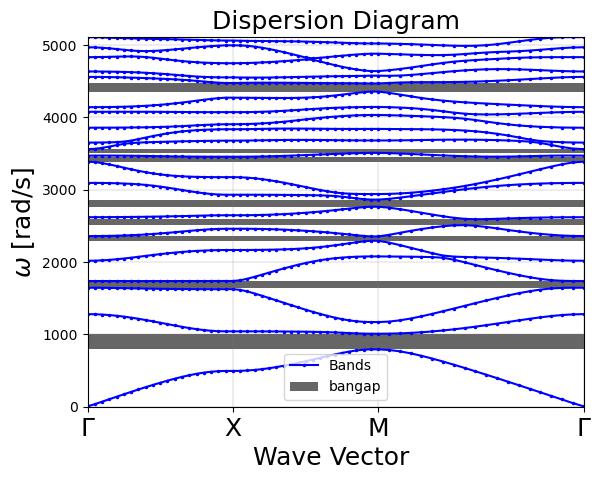 Dispersion Diagram
5000
4000
3000
2000
1000
0
ω [rad/s]
Bands
bangap
Γ X M Γ
Wave Vector